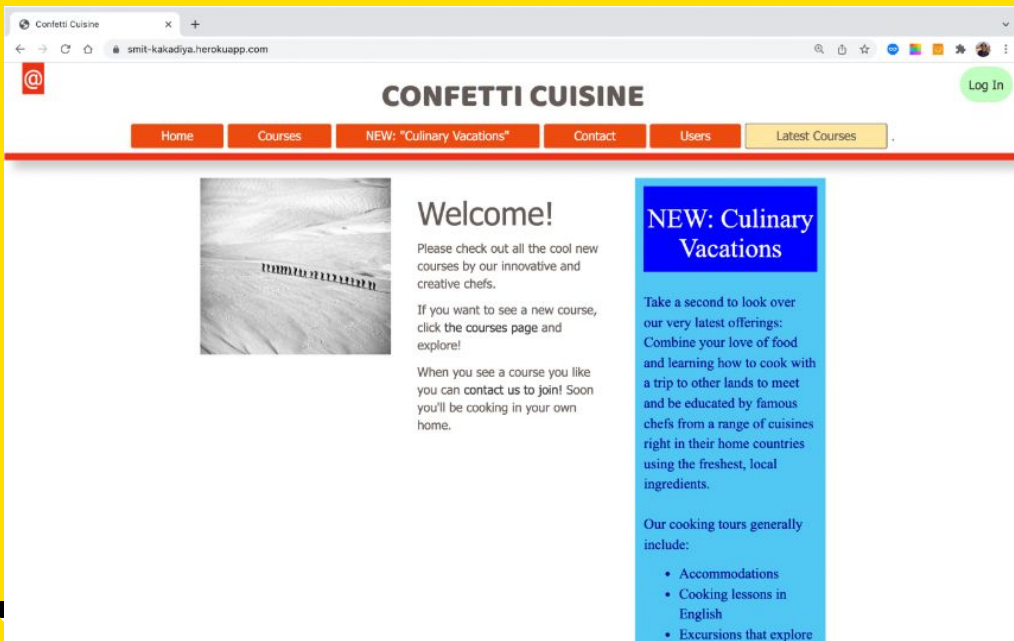 Confetti Cuisine
smit-kakadiya.herokuapp.com
@
CONFETTI CUISINE
Log In
Home
Courses
NEW: "Culinary Vacations"
Contact
Users
Latest Courses
.
Welcome!
Please check out all the cool new
courses by our innovative and
creative chefs.
If you want to see a new course,
click the courses page and
explore!
When you see a course you like
you can contact us to join! Soon
you'll be cooking in your own
home.
NEW: Culinary
Vacations
Take a second to look over
our very latest offerings:
Combine your love of food
and learning how to cook with
a trip to other lands to meet
and be educated by famous
chefs from a range of cuisines
right in their home countries
using the freshest, local
ingredients.
Our cooking tours generally
include:
• Accommodations
• Cooking lessons in
English
• Excursions that explore